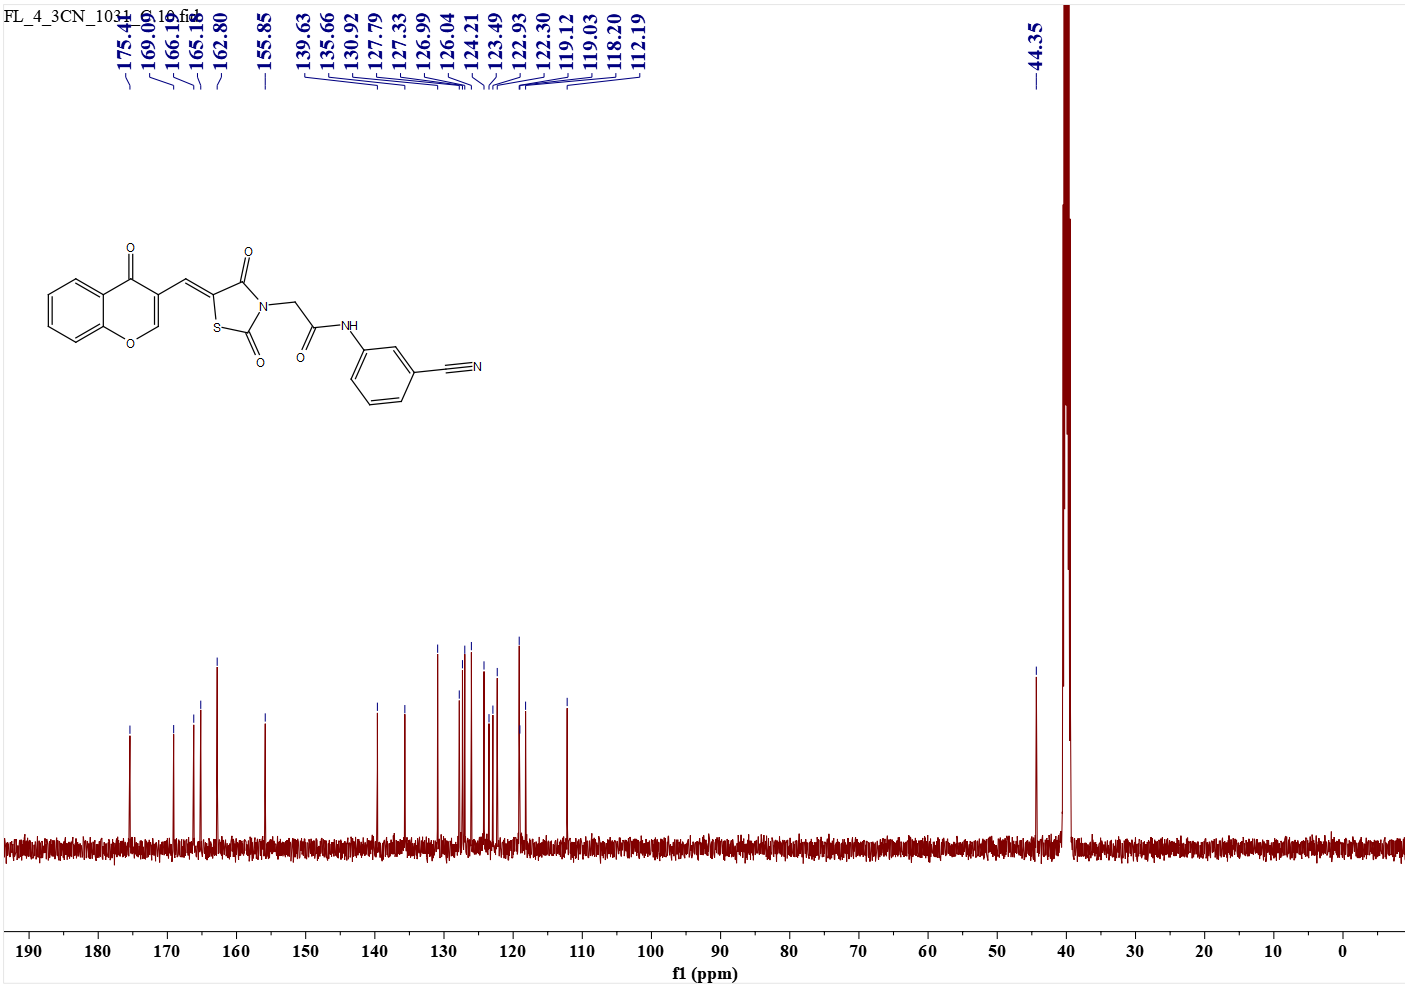 FL_4_3CN_1031_C.10.fid
175.41
169.09
166.19
165.18
162.80
155.85
139.63
135.66
130.92
127.79
127.33
126.99
126.04
124.21
123.49
122.93
122.30
119.12
119.03
118.20
112.19
44.35
O
O
N
NH
S
O
O
O
N
190 180 170 160 150 140 130 120 110 100 90 80 70 60 50 40 30 20 10 0
f1 (ppm)